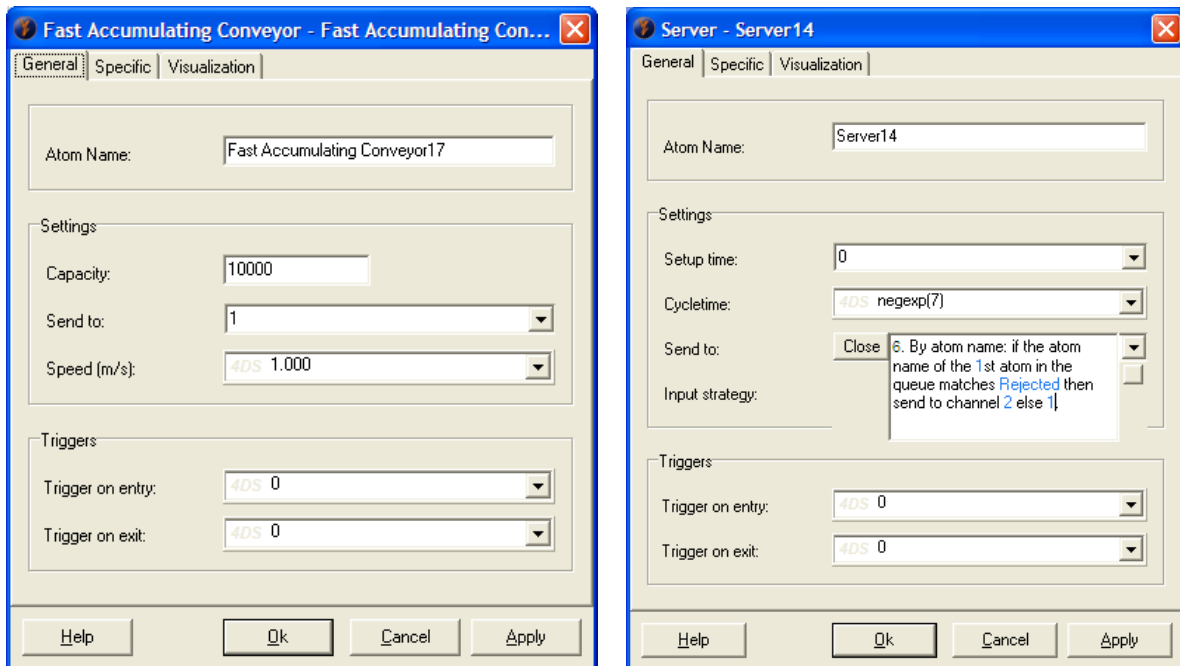 Fast Accumulating Conveyor - Fast Accumulating Con...
General Specific Visualization
Atom Name: Fast Accumulating Conveyor17
Settings
Capacity: 10000
Send to: 1
Speed (m/s): 4DS 1.000
Triggers
Trigger on entry: 4DS 0
Trigger on exit: 4DS 0
Help Ok Cancel Apply
Server - Server14
General Specific Visualization
Atom Name: Server14
Settings
Setup time: 0
Cycletime: 4DS negexp(7)
Send to: Close 6. By atom name: if the atom
name of the 1st atom in the
queue matches Rejected then
Input strategy: send to channel 2 else 1.
Triggers
Trigger on entry: 4DS 0
Trigger on exit: 4DS 0
Help Ok Cancel Apply